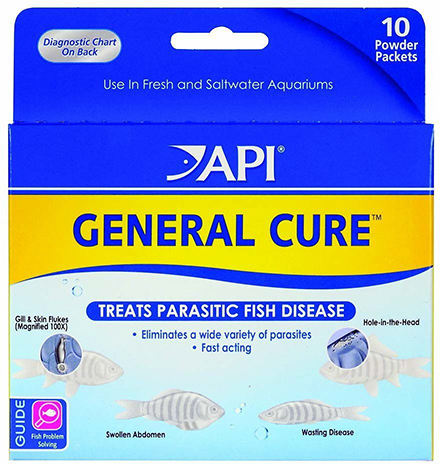 Diagnostic Chart
On Back
10
Powder
Packets
Use In Fresh and Saltwater Aquariums
API®
GENERAL CURE™
TREATS PARASITIC FISH DISEASE
• Eliminates a wide variety of parasites
• Fast acting
Gill & Skin Flukes
(Magnified 100X)
Hole-in-the-Head
Swollen Abdomen
Wasting Disease
GUIDE
Fish Problem
Solving